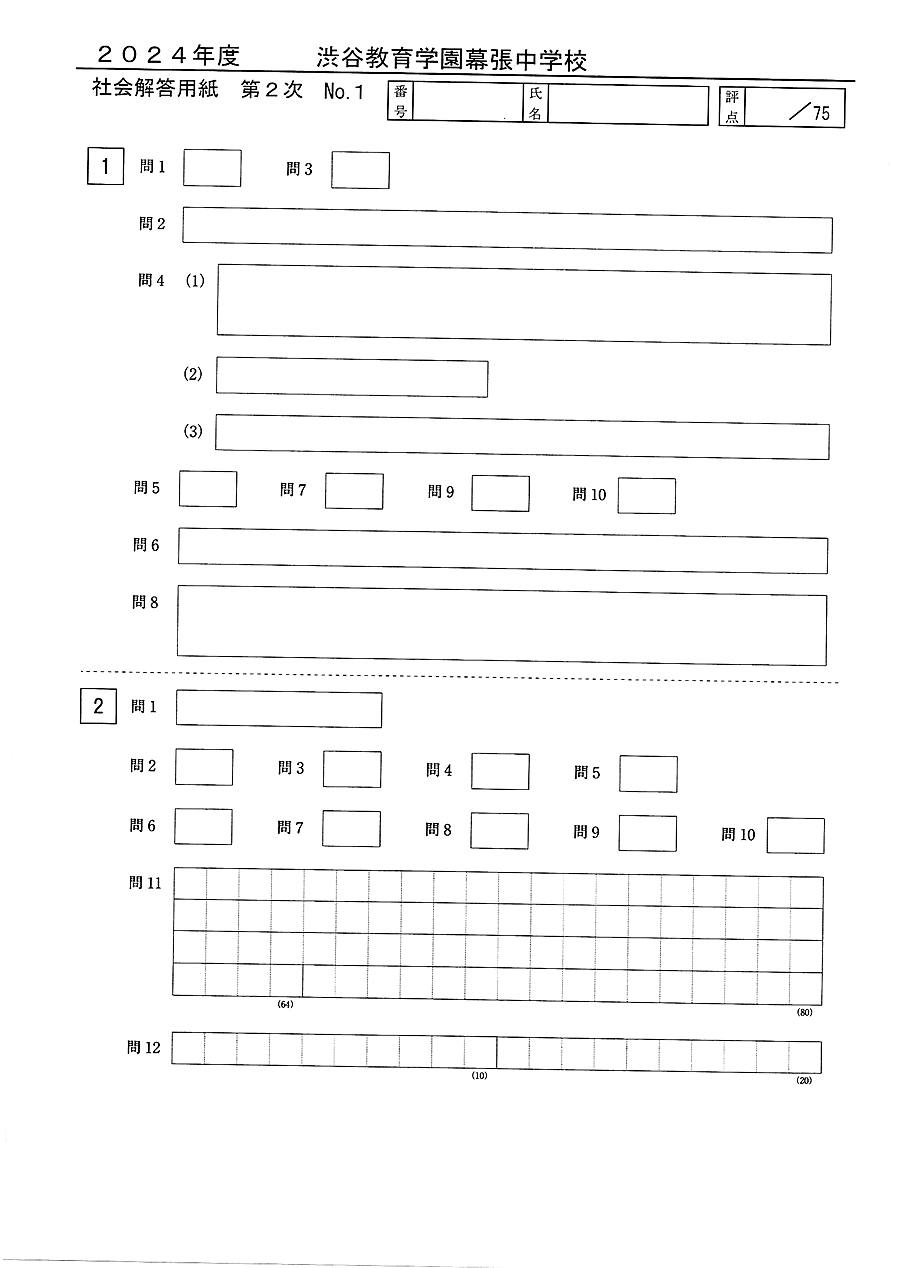 2024年度 渋谷教育学園幕張中学校
社会解答用紙 第2次 No.1 番号 氏名 評点 /75
1 問1 問3
問2
問4 (1)
(2)
(3)
問5 問7 問9 問10
問6
問8
2 問1
問2 問3 問4 問5
問6 問7 問8 問9 問10
問11
(64) (80)
問12
(10) (20)